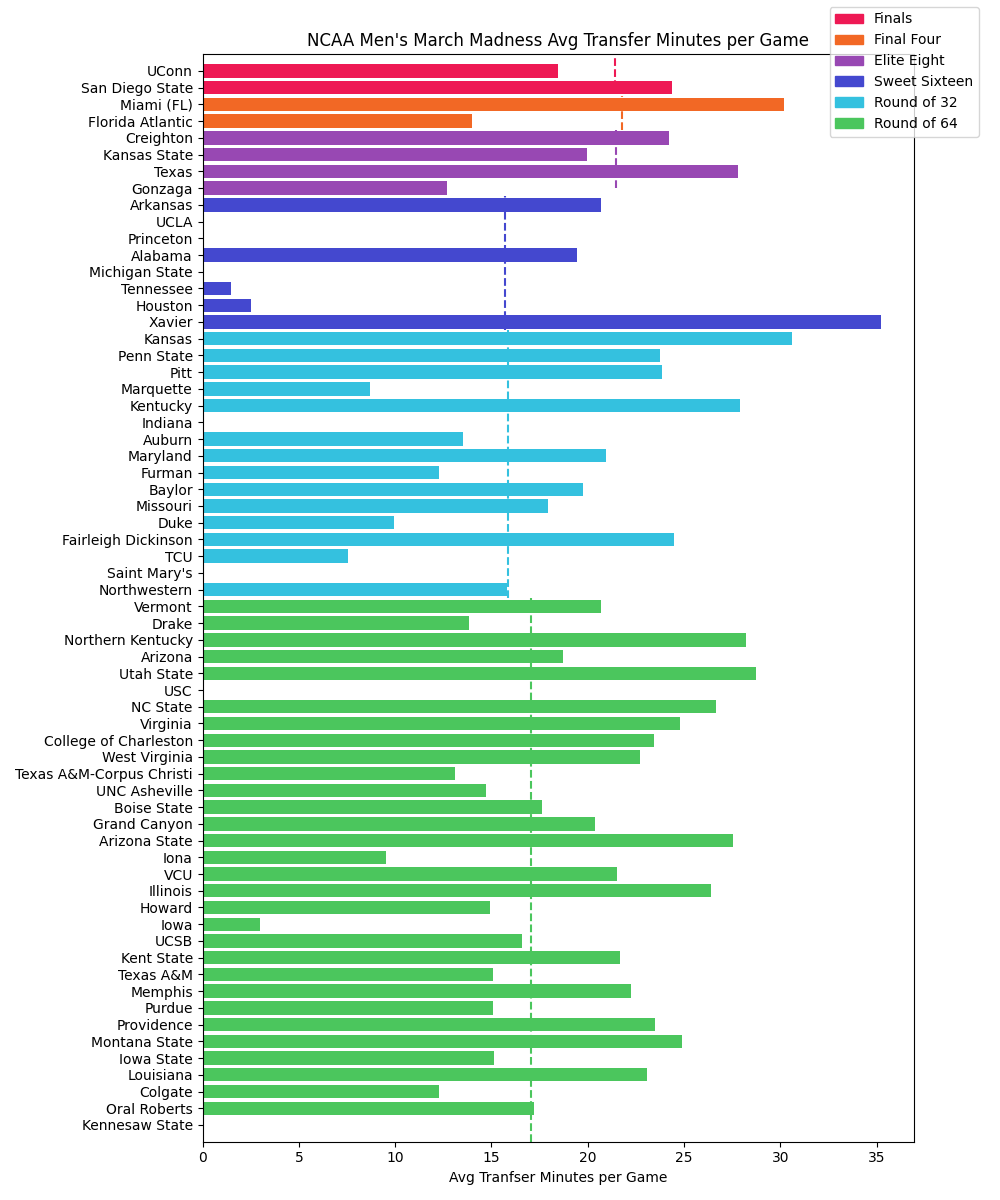 NCAA Men's March Madness Avg Transfer Minutes per Game
Finals
Final Four
Elite Eight
Sweet Sixteen
Round of 32
Round of 64
UConn
San Diego State
Miami (FL)
Florida Atlantic
Creighton
Kansas State
Texas
Gonzaga
Arkansas
UCLA
Princeton
Alabama
Michigan State
Tennessee
Houston
Xavier
Kansas
Penn State
Pitt
Marquette
Kentucky
Indiana
Auburn
Maryland
Furman
Baylor
Missouri
Duke
Fairleigh Dickinson
TCU
Saint Mary's
Northwestern
Vermont
Drake
Northern Kentucky
Arizona
Utah State
USC
NC State
Virginia
College of Charleston
West Virginia
Texas A&M-Corpus Christi
UNC Asheville
Boise State
Grand Canyon
Arizona State
Iona
VCU
Illinois
Howard
Iowa
UCSB
Kent State
Texas A&M
Memphis
Purdue
Providence
Montana State
Iowa State
Louisiana
Colgate
Oral Roberts
Kennesaw State
0 5 10 15 20 25 30 35
Avg Tranfser Minutes per Game